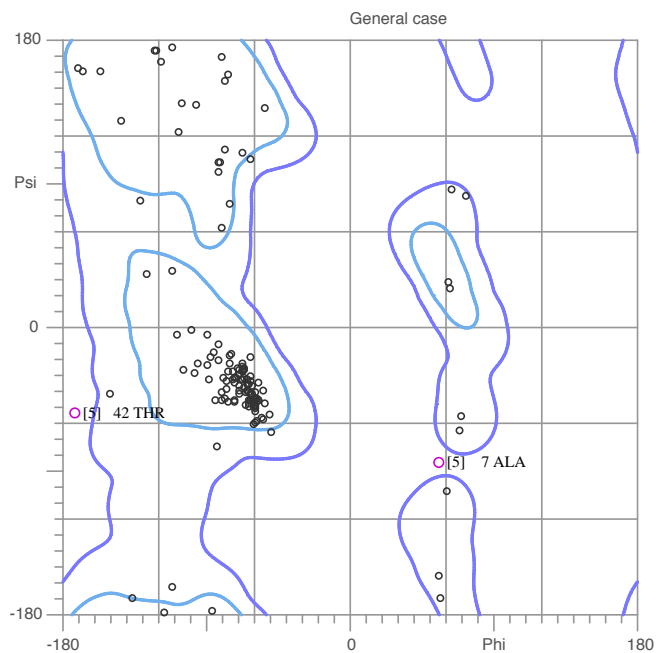 General case
180
Psi
0
[5] 42 THR
[5] 7 ALA
-180
-180 0 Phi 180